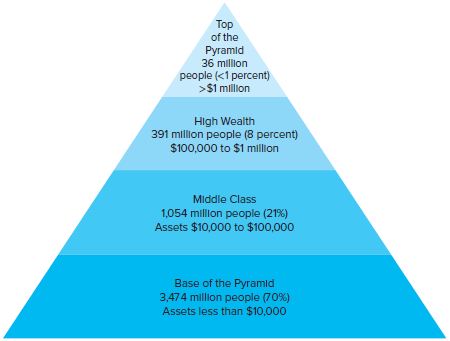 Top
of the
Pyramid
36 million
people (<1 percent)
>$1 million
High Wealth
391 million people (8 percent)
$100,000 to $1 million
Middle Class
1,054 million people (21%)
Assets $10,000 to $100,000
Base of the Pyramid
3,474 million people (70%)
Assets less than $10,000